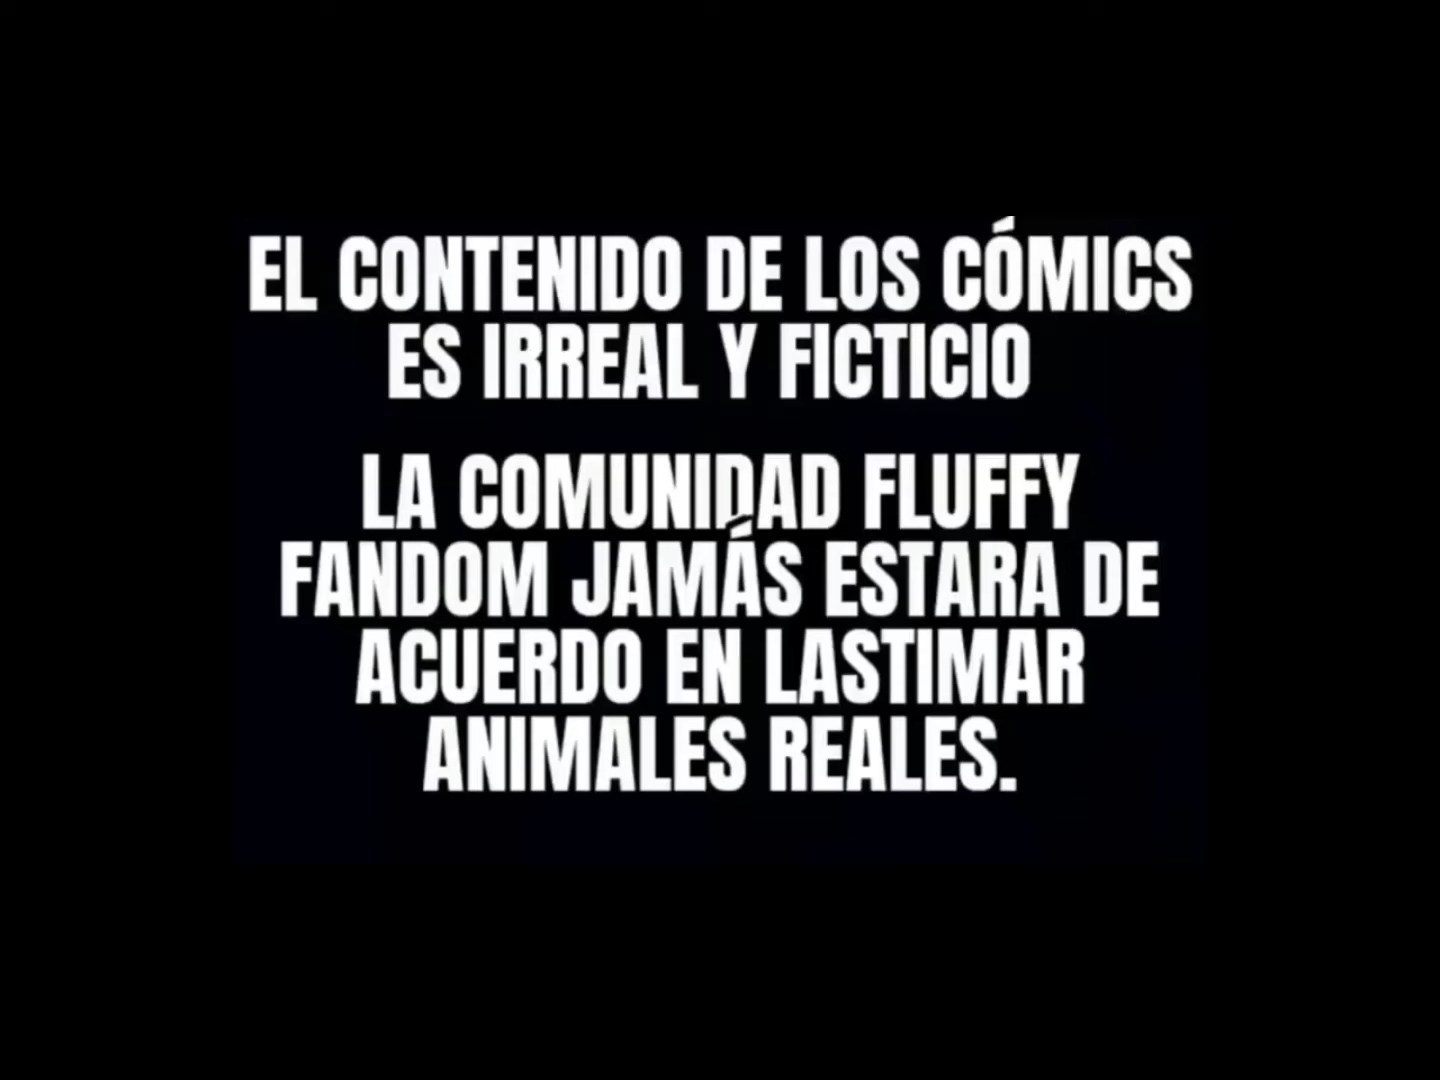 EL CONTENIDO DE LOS CÓMICS
ES IRREAL Y FICTICIO
LA COMUNIDAD FLUFFY
FANDOM JAMÁS ESTARA DE
ACUERDO EN LASTIMAR
ANIMALES REALES.